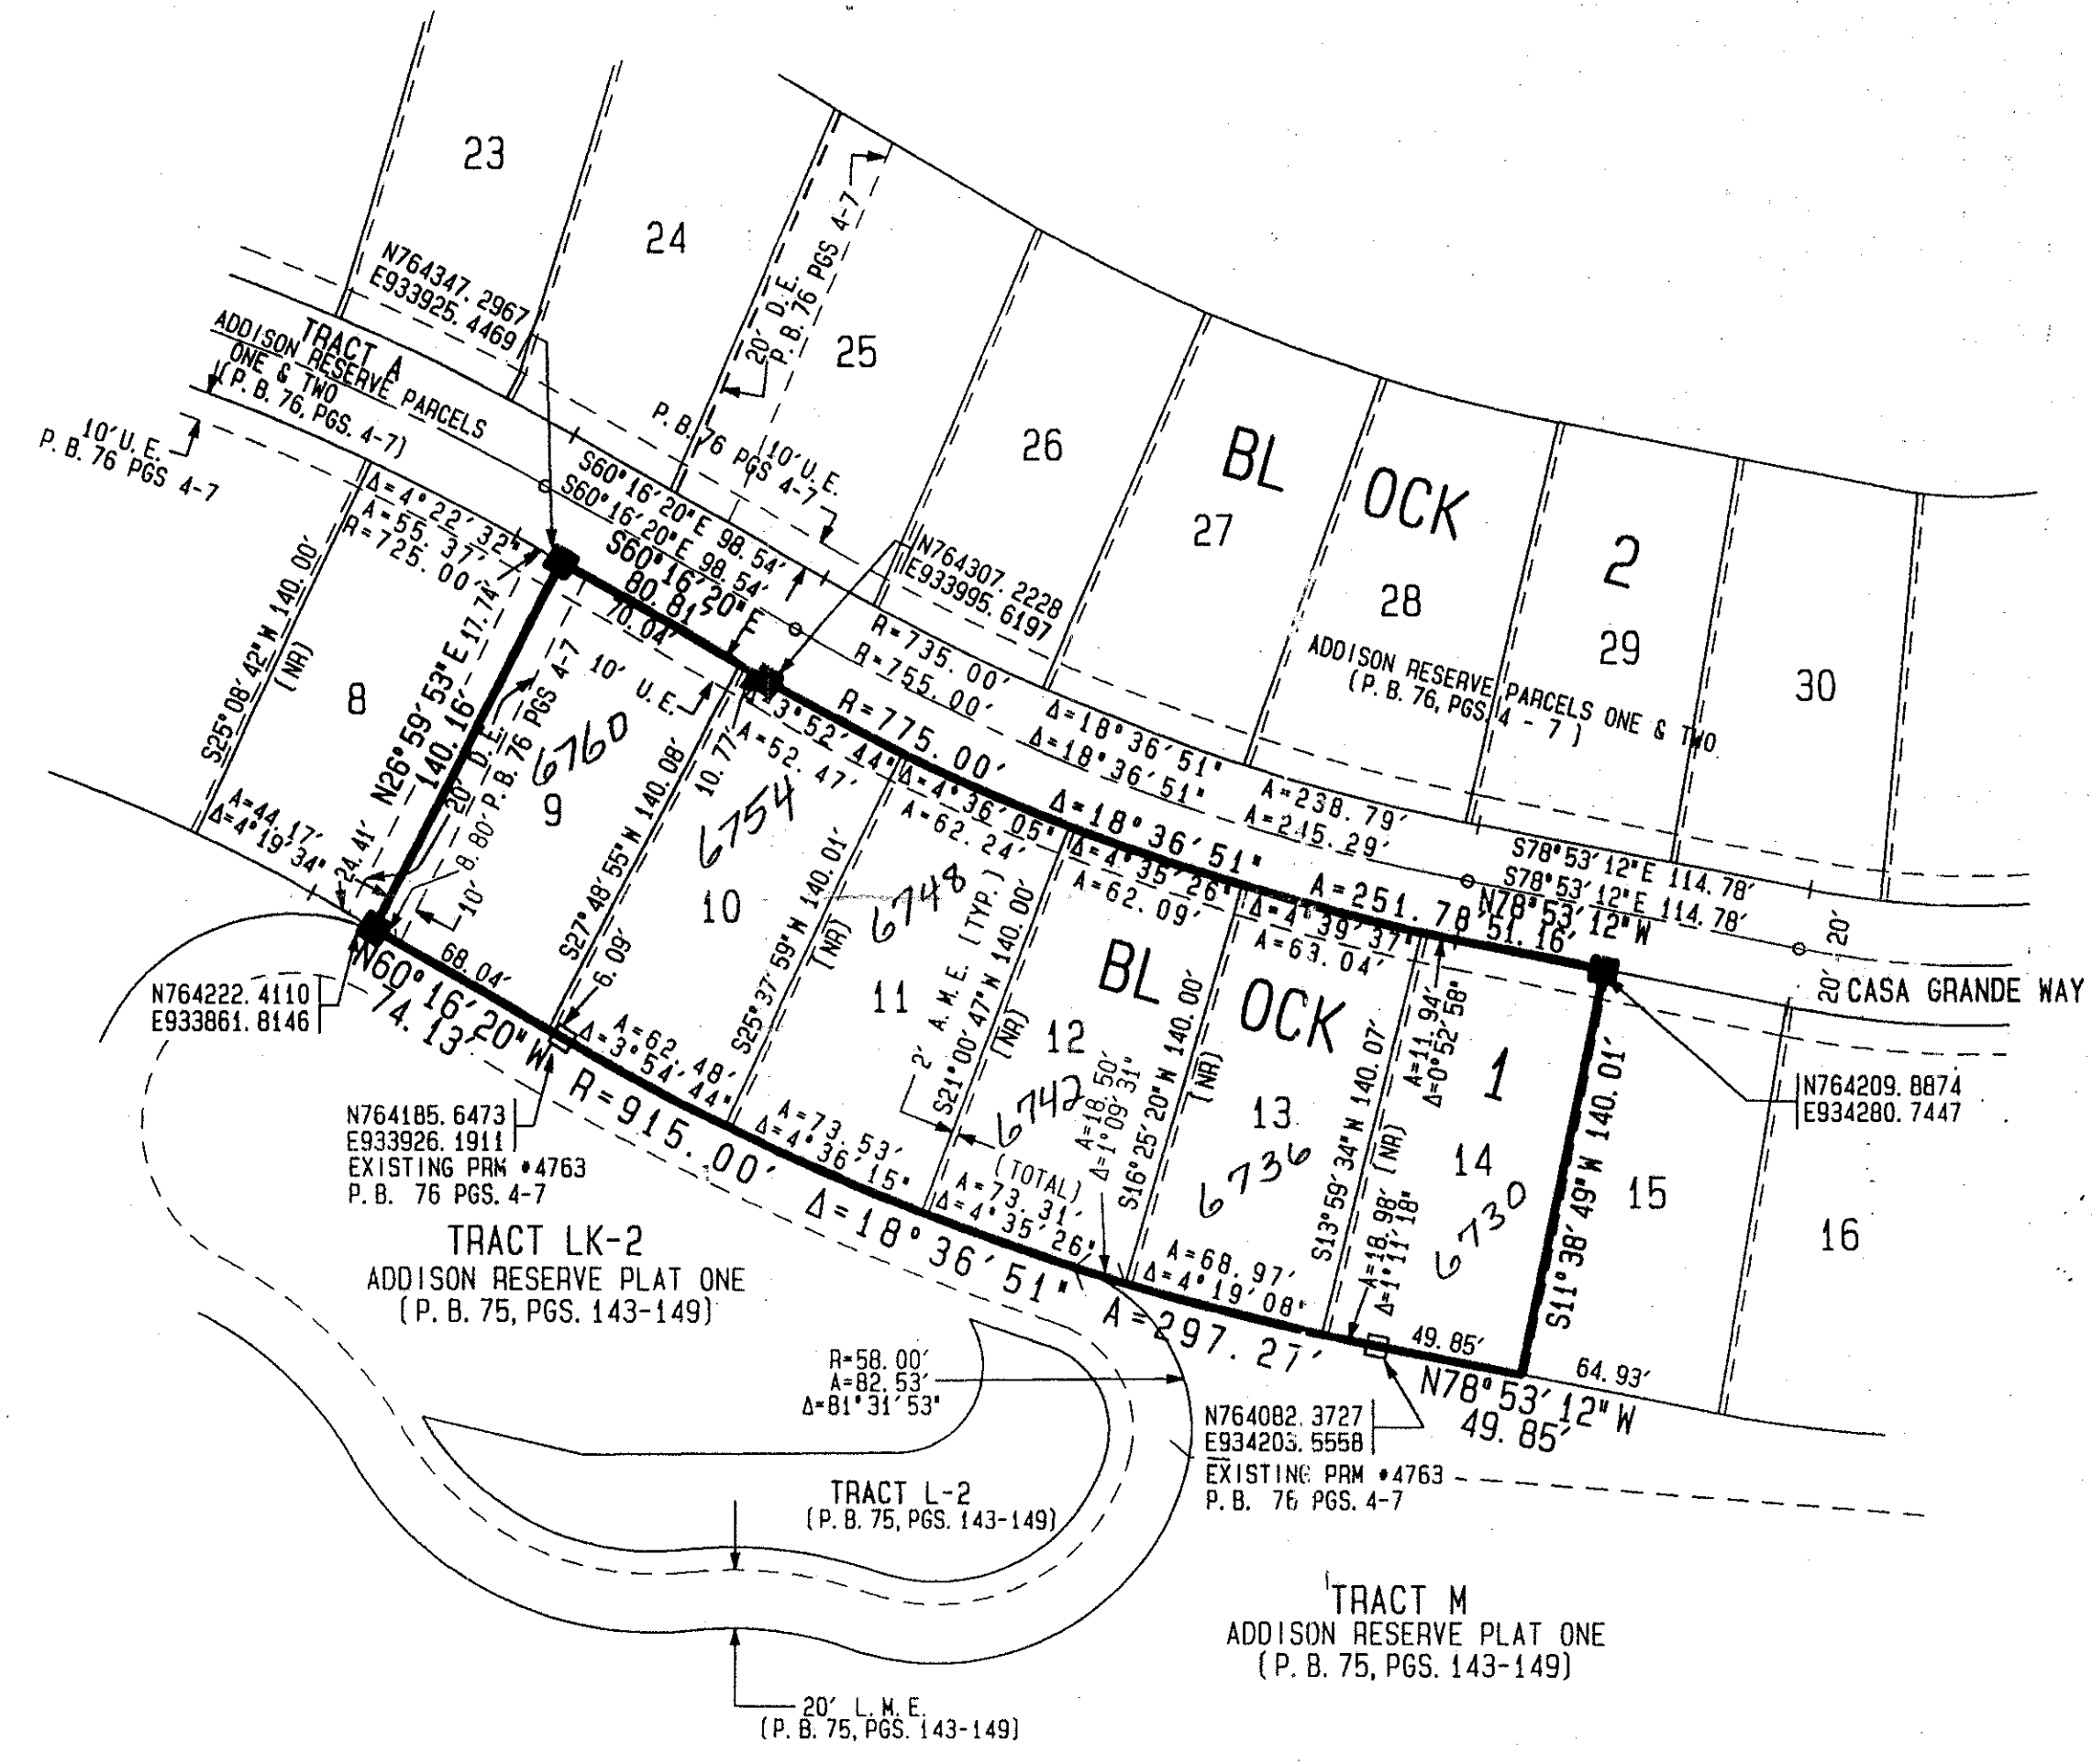 23
24
25
26
27
28
29
30
BL OCK 2
N764347.2967
E933925.4469
TRACT A
ADDISON RESERVE PARCELS
ONE & TWO
(P.B. 76, PGS. 4-7)
10' U.E.
P.B. 76 PGS 4-7
20' D.E.
P.B. 76 PGS 4-7
P.B. 76 PGS 4-7
10' U.E.
S60°16'20"E 98.54'
S60°16'20"E 98.54'
S60°16'20"E
80.81'
70.04'
N764307.2228
E933995.6197
Δ=4°22'32"
A=55.37'
R=725.00'
17.74'
S25°08'42"W 140.00'
(NR)
8
N26°59'53"E
140.16'
20' D.E.
P.B. 76 PGS 4-7
10' U.E.
6760
9
A=44.17'
Δ=4°19'34"
24.41'
8.80'
10'
68.04'
R=735.00'
R=755.00'
R=775.00'
Δ=18°36'51"
Δ=18°36'51"
Δ=18°36'51"
A=238.79'
A=245.29'
A=251.78'
ADDISON RESERVE PARCELS ONE & TWO
(P.B. 76, PGS. 4 - 7)
S78°53'12"E 114.78'
S78°53'12"E 114.78'
N78°53'12"W
51.16'
20'
20'
CASA GRANDE WAY
3°52'44"
A=52.47'
10.77'
Δ=4°36'05"
A=62.24'
Δ=4°35'26"
A=62.09'
Δ=4°39'37"
A=63.04'
A=11.94'
Δ=0°52'58"
S27°48'55"W 140.08'
6754
10
6.09'
S25°37'59"W 140.01'
(NR)
6748
11
2' A.M.E. (TYP.)
S21°00'47"W 140.00'
(NR)
BL OCK 1
12
6742
S16°25'20"W 140.00'
(NR)
13
6736
S13°59'34"W 140.07'
(NR)
14
6730
S11°38'49"W 140.01'
15
16
N764209.8874
E934280.7447
N764222.4110
E933861.8146
N60°16'20"W
74.13'
N764185.6473
E933926.1911
EXISTING PRM #4763
P.B. 76 PGS. 4-7
A=62.48'
Δ=3°54'44"
A=73.53'
Δ=4°36'15"
(TOTAL)
A=73.31'
Δ=4°35'26"
A=18.50'
Δ=1°09'31"
A=68.97'
Δ=4°19'08"
A=18.98'
Δ=1°11'18"
49.85'
64.93'
R=915.00'
Δ=18°36'51"
A=297.27'
N78°53'12"W
49.85'
TRACT LK-2
ADDISON RESERVE PLAT ONE
(P.B. 75, PGS. 143-149)
R=58.00'
A=82.53'
Δ=81°31'53"
N764082.3727
E934203.5558
EXISTING PRM #4763
P.B. 76 PGS. 4-7
TRACT L-2
(P.B. 75, PGS. 143-149)
TRACT M
ADDISON RESERVE PLAT ONE
(P.B. 75, PGS. 143-149)
20' L.M.E.
(P.B. 75, PGS. 143-149)